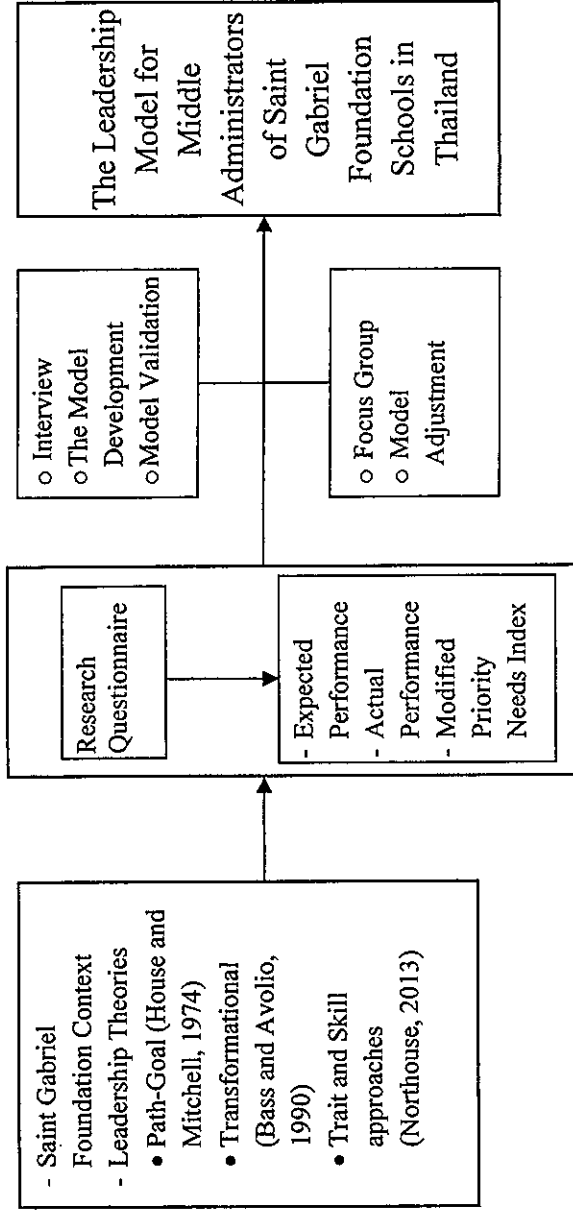 - Saint Gabriel
Foundation Context
- Leadership Theories
• Path-Goal (House and
Mitchell, 1974)
• Transformational
(Bass and Avolio,
1990)
• Trait and Skill
approaches
(Northouse, 2013)
Research
Questionnaire
- Expected
Performance
- Actual
Performance
- Modified
Priority
Needs Index
○ Interview
○ The Model
Development
○ Model Validation
○ Focus Group
○ Model
Adjustment
The Leadership
Model for
Middle
Administrators
of Saint
Gabriel
Foundation
Schools in
Thailand